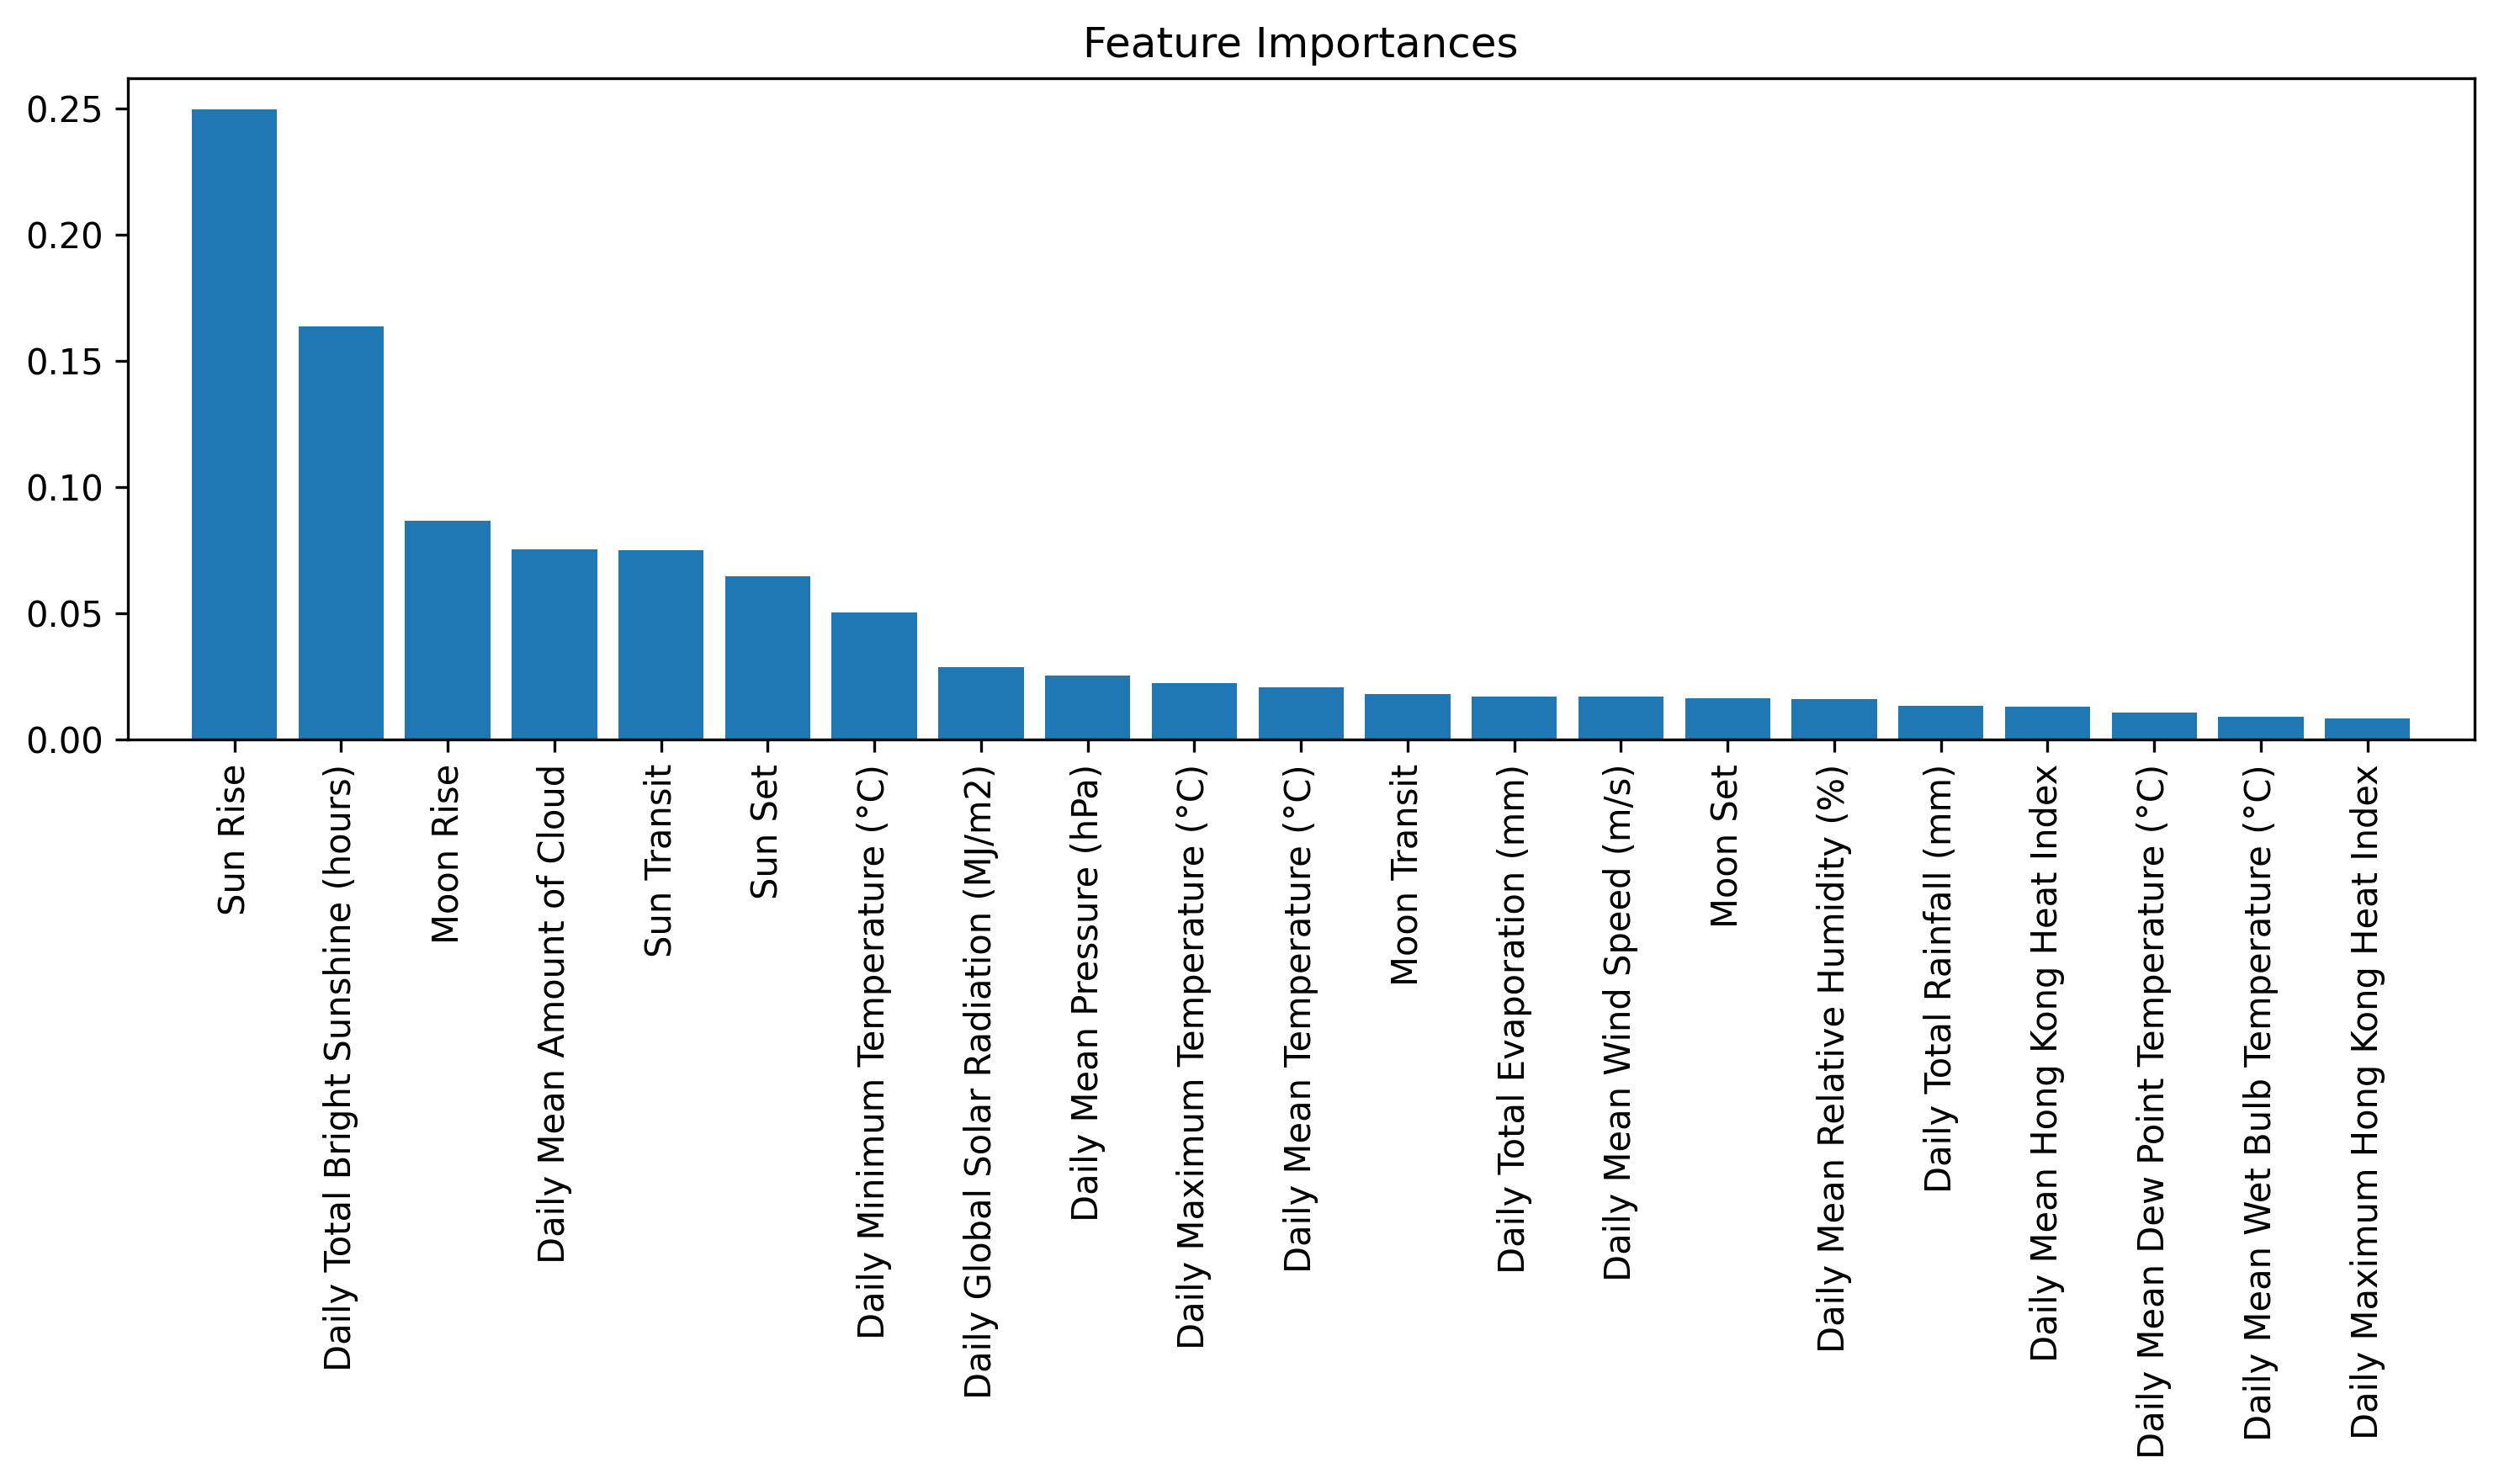 Feature Importances
0.25
0.20
0.15
0.10
0.05
0.00
Sun Rise
Daily Total Bright Sunshine (hours)
Moon Rise
Daily Mean Amount of Cloud
Sun Transit
Sun Set
Daily Minimum Temperature (°C)
Daily Global Solar Radiation (MJ/m2)
Daily Mean Pressure (hPa)
Daily Maximum Temperature (°C)
Daily Mean Temperature (°C)
Moon Transit
Daily Total Evaporation (mm)
Daily Mean Wind Speed (m/s)
Moon Set
Daily Mean Relative Humidity (%)
Daily Total Rainfall (mm)
Daily Mean Hong Kong Heat Index
Daily Mean Dew Point Temperature (°C)
Daily Mean Wet Bulb Temperature (°C)
Daily Maximum Hong Kong Heat Index